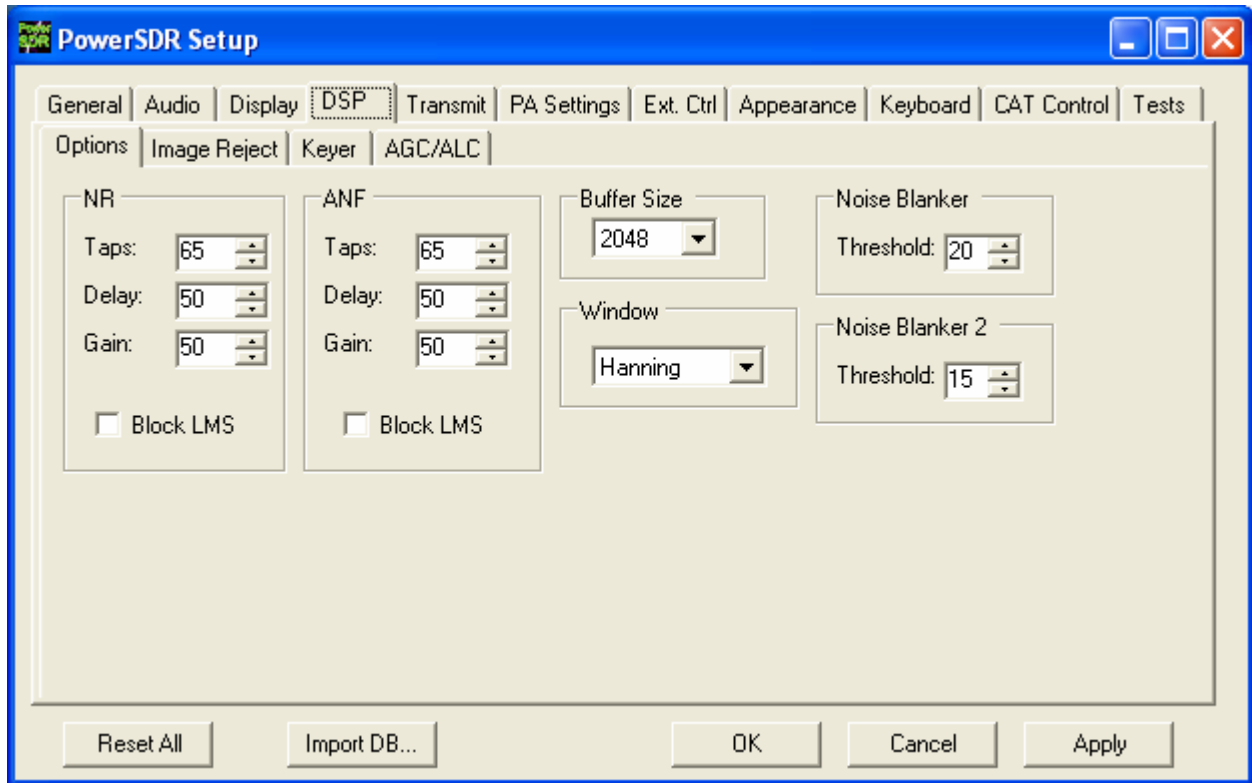 Power SDR PowerSDR Setup
General Audio Display DSP Transmit PA Settings Ext. Ctrl Appearance Keyboard CAT Control Tests
Options Image Reject Keyer AGC/ALC
NR
Taps: 65
Delay: 50
Gain: 50
Block LMS
ANF
Taps: 65
Delay: 50
Gain: 50
Block LMS
Buffer Size
2048
Window
Hanning
Noise Blanker
Threshold: 20
Noise Blanker 2
Threshold: 15
Reset All Import DB... OK Cancel Apply